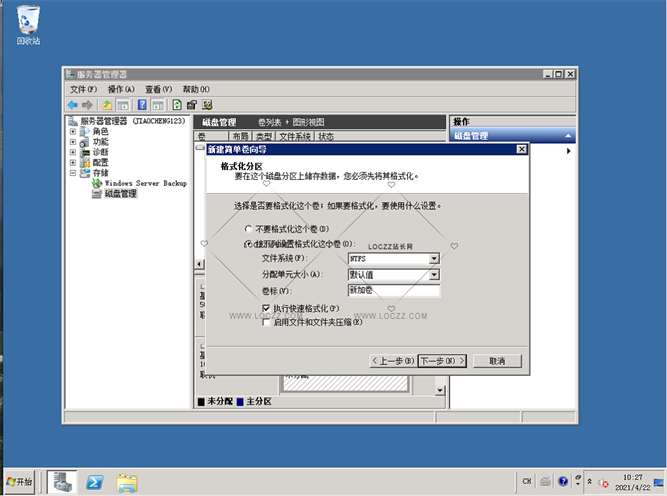 回收站
服务器管理器
文件(F) 操作(A) 查看(V) 帮助(H)
服务器管理器 (JIAOCHENG123)
角色
功能
诊断
配置
存储
Windows Server Backup
磁盘管理
磁盘管理 卷列表 + 图形视图
卷 布局 类型 文件系统 状态
操作
磁盘管理
新建简单卷向导
格式化分区
要在这个磁盘分区上储存数据，您必须先将其格式化。
选择是否要格式化这个卷；如果要格式化，要使用什么设置。
不要格式化这个卷(D)
按下列设置格式化这个卷(O):
LOCZZ站长网
文件系统(F): NTFS
分配单元大小(A): 默认值
卷标(V): 新加卷
执行快速格式化(P)
WWW.LOCZZ.COM WWW.LOCZZ.COM
启用文件和文件夹压缩(E)
< 上一步(B) 下一步(N) > 取消
未分配 主分区
开始
CH
10:27
2021/4/22